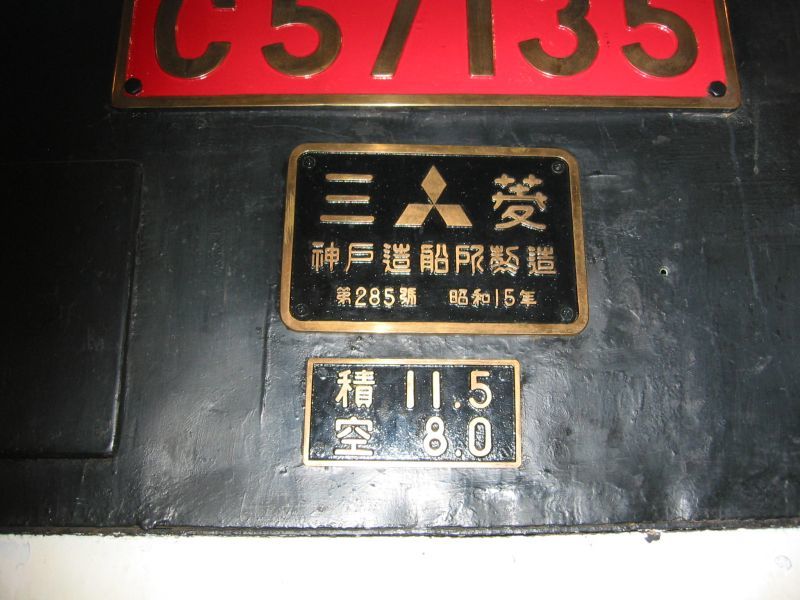 C57135
三菱
神戸造船所製造
第285號 昭和15年
積 11.5
空 8.0